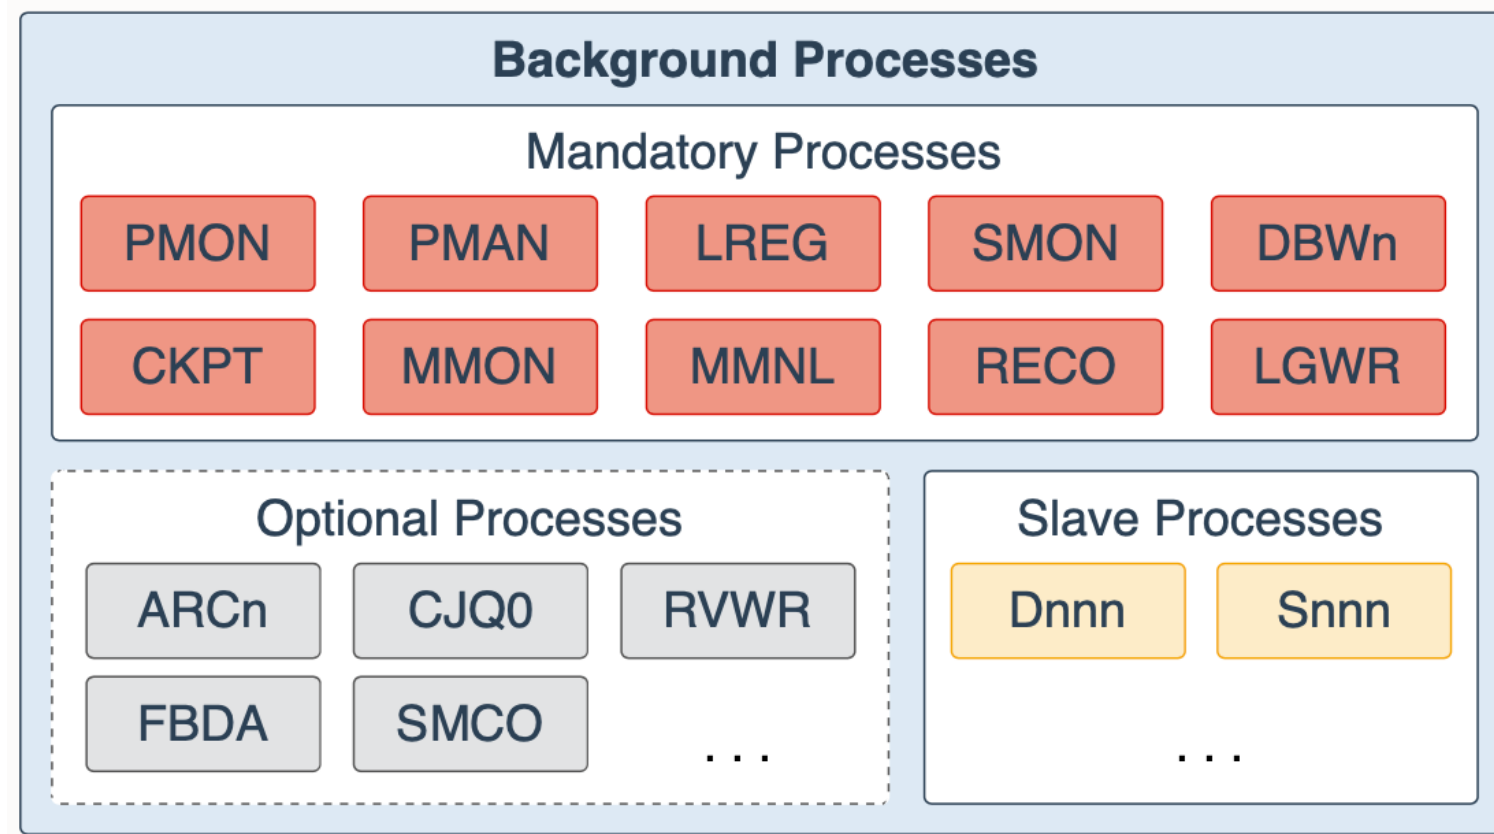 Background Processes
Mandatory Processes
PMON PMAN LREG SMON DBWn
CKPT MMON MMNL RECO LGWR
Optional Processes
ARCn CJQ0 RVWR
FBDA SMCO . . .
Slave Processes
Dnnn Snnn
. . .